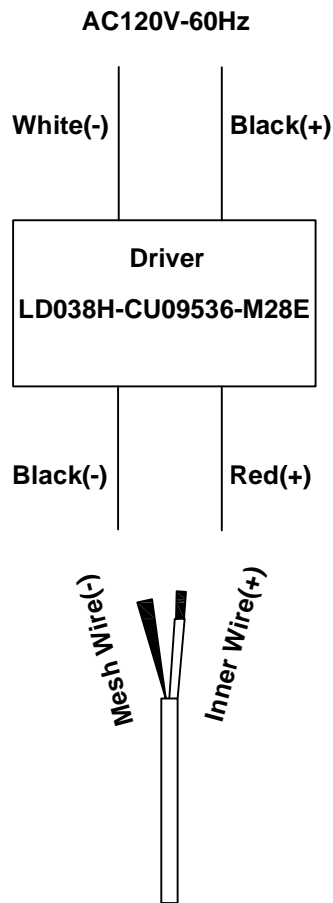 AC120V-60Hz
White(-)
Black(+)
Driver
LD038H-CU09536-M28E
Black(-)
Red(+)
Mesh Wire(-)
Inner Wire(+)